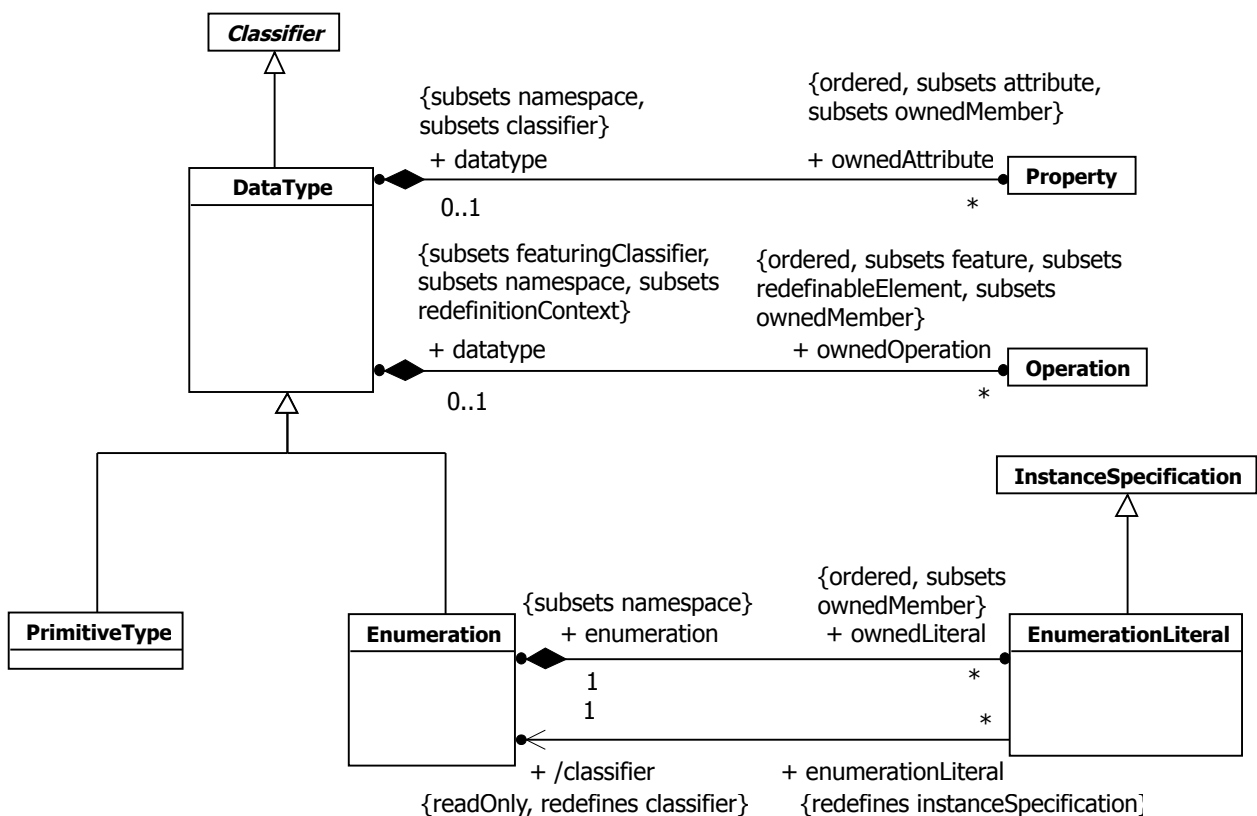 Classifier
{subsets namespace,
subsets classifier}
{ordered, subsets attribute,
subsets ownedMember}
+ datatype
+ ownedAttribute
DataType
Property
0..1
*
{subsets featuringClassifier,
subsets namespace, subsets
redefinitionContext}
{ordered, subsets feature, subsets
redefinableElement, subsets
ownedMember}
+ datatype
+ ownedOperation
Operation
0..1
*
InstanceSpecification
{subsets namespace}
{ordered, subsets
ownedMember}
PrimitiveType
Enumeration
+ enumeration
+ ownedLiteral
EnumerationLiteral
1
*
1
*
+ /classifier
+ enumerationLiteral
{readOnly, redefines classifier}
{redefines instanceSpecification}